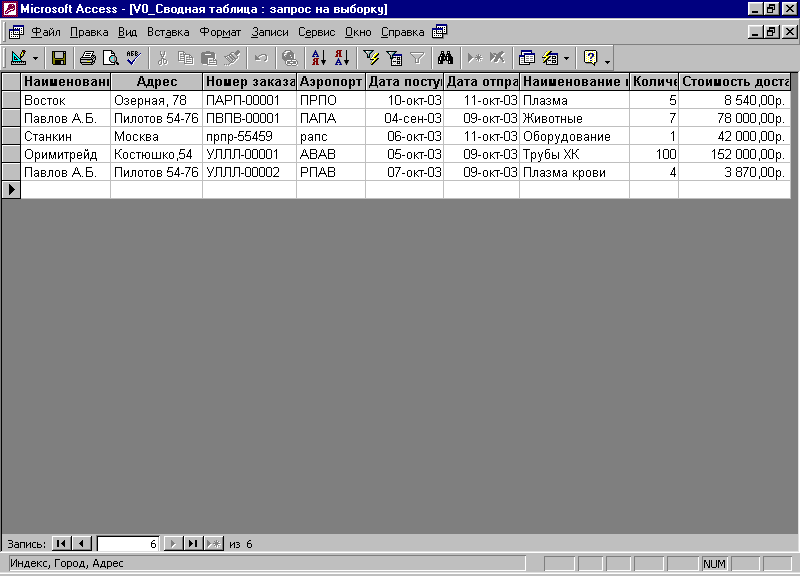 Microsoft Access - [V0_Сводная таблица : запрос на выборку]
Файл Правка Вид Вставка Формат Записи Сервис Окно Справка
Наименовани Адрес Номер заказа Аэропорт Дата посту Дата отпра Наименование Количе Стоимость доста
Восток Озерная, 78 ПАРП-00001 ПРПО 10-окт-03 11-окт-03 Плазма 5 8 540,00р.
Павлов А.Б. Пилотов 54-76 ПВПВ-00001 ПАПА 04-сен-03 09-окт-03 Животные 7 78 000,00р.
Станкин Москва прпр-55459 рапс 06-окт-03 11-окт-03 Оборудование 1 42 000,00р.
Оримитрейд Костюшко,54 УЛЛЛ-00001 АВАВ 05-окт-03 09-окт-03 Трубы ХК 100 152 000,00р.
Павлов А.Б. Пилотов 54-76 УЛЛЛ-00002 РПАВ 07-окт-03 09-окт-03 Плазма крови 4 3 870,00р.
Запись: 6 из 6
Индекс, Город, Адрес NUM